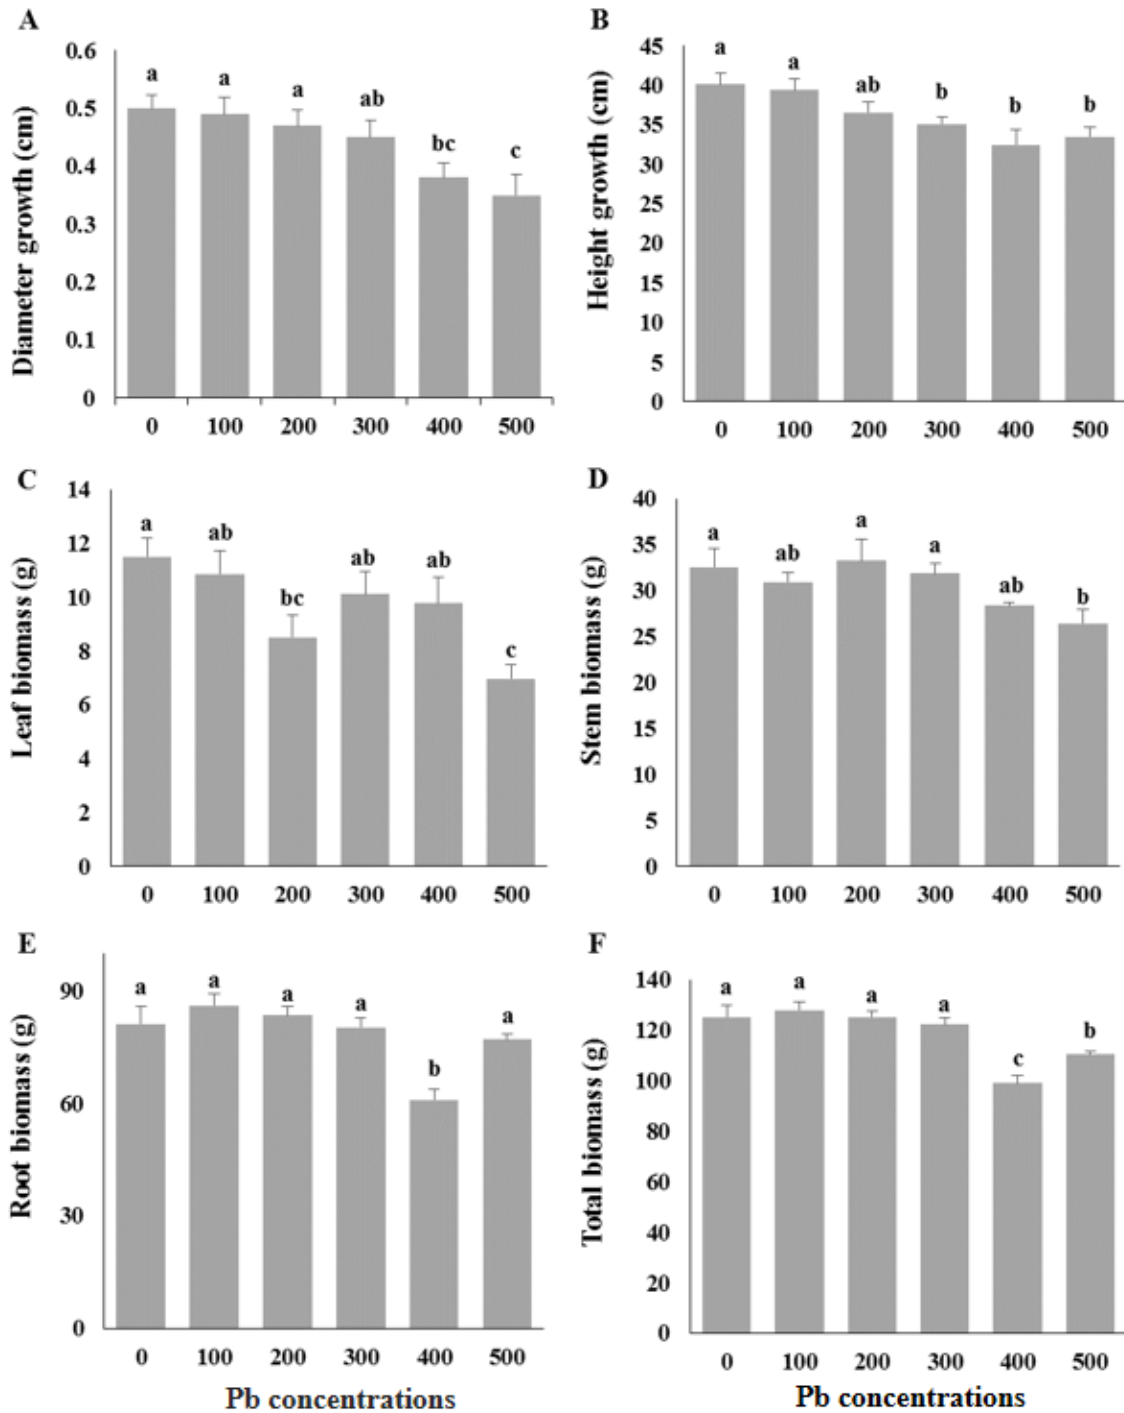 A
Diameter growth (cm)
0.6
0.5
0.4
0.3
0.2
0.1
0
a a a ab bc c
0 100 200 300 400 500
B
Height growth (cm)
45
40
35
30
25
20
15
10
5
0
a a ab b b b
0 100 200 300 400 500
C
Leaf biomass (g)
14
12
10
8
6
4
2
0
a ab bc ab ab c
0 100 200 300 400 500
D
Stem biomass (g)
40
35
30
25
20
15
10
5
0
a ab a a ab b
0 100 200 300 400 500
E
Root biomass (g)
90
60
30
0
a a a a b a
0 100 200 300 400 500
Pb concentrations
F
Total biomass (g)
140
120
100
80
60
40
20
0
a a a a c b
0 100 200 300 400 500
Pb concentrations